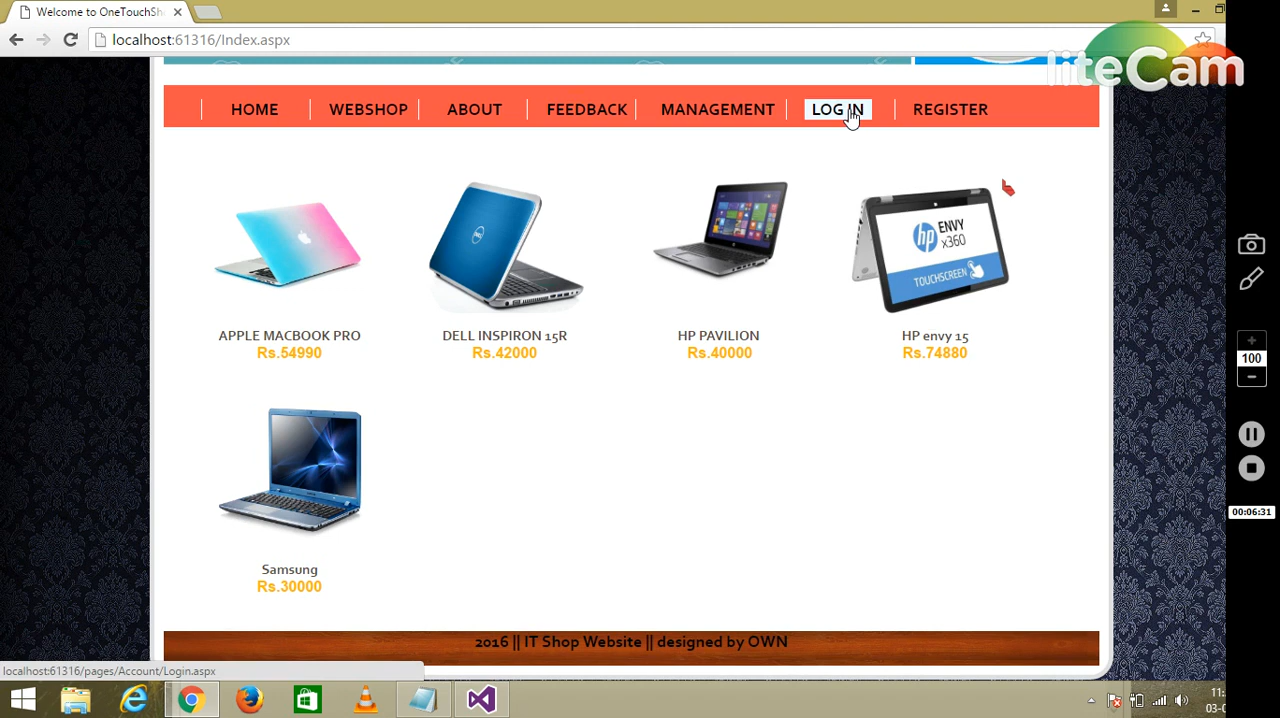 Welcome to OneTouchSh
localhost:61316/Index.aspx
liteCam
HOME WEBSHOP ABOUT FEEDBACK MANAGEMENT LOG IN REGISTER
hp ENVY x360
TOUCHSCREEN
APPLE MACBOOK PRO
Rs.54990
DELL INSPIRON 15R
Rs.42000
HP PAVILION
Rs.40000
HP envy 15
Rs.74880
100
00:06:31
Samsung
Rs.30000
2016 || IT Shop Website || designed by OWN
localhost:61316/pages/Account/Login.aspx
11:
03-